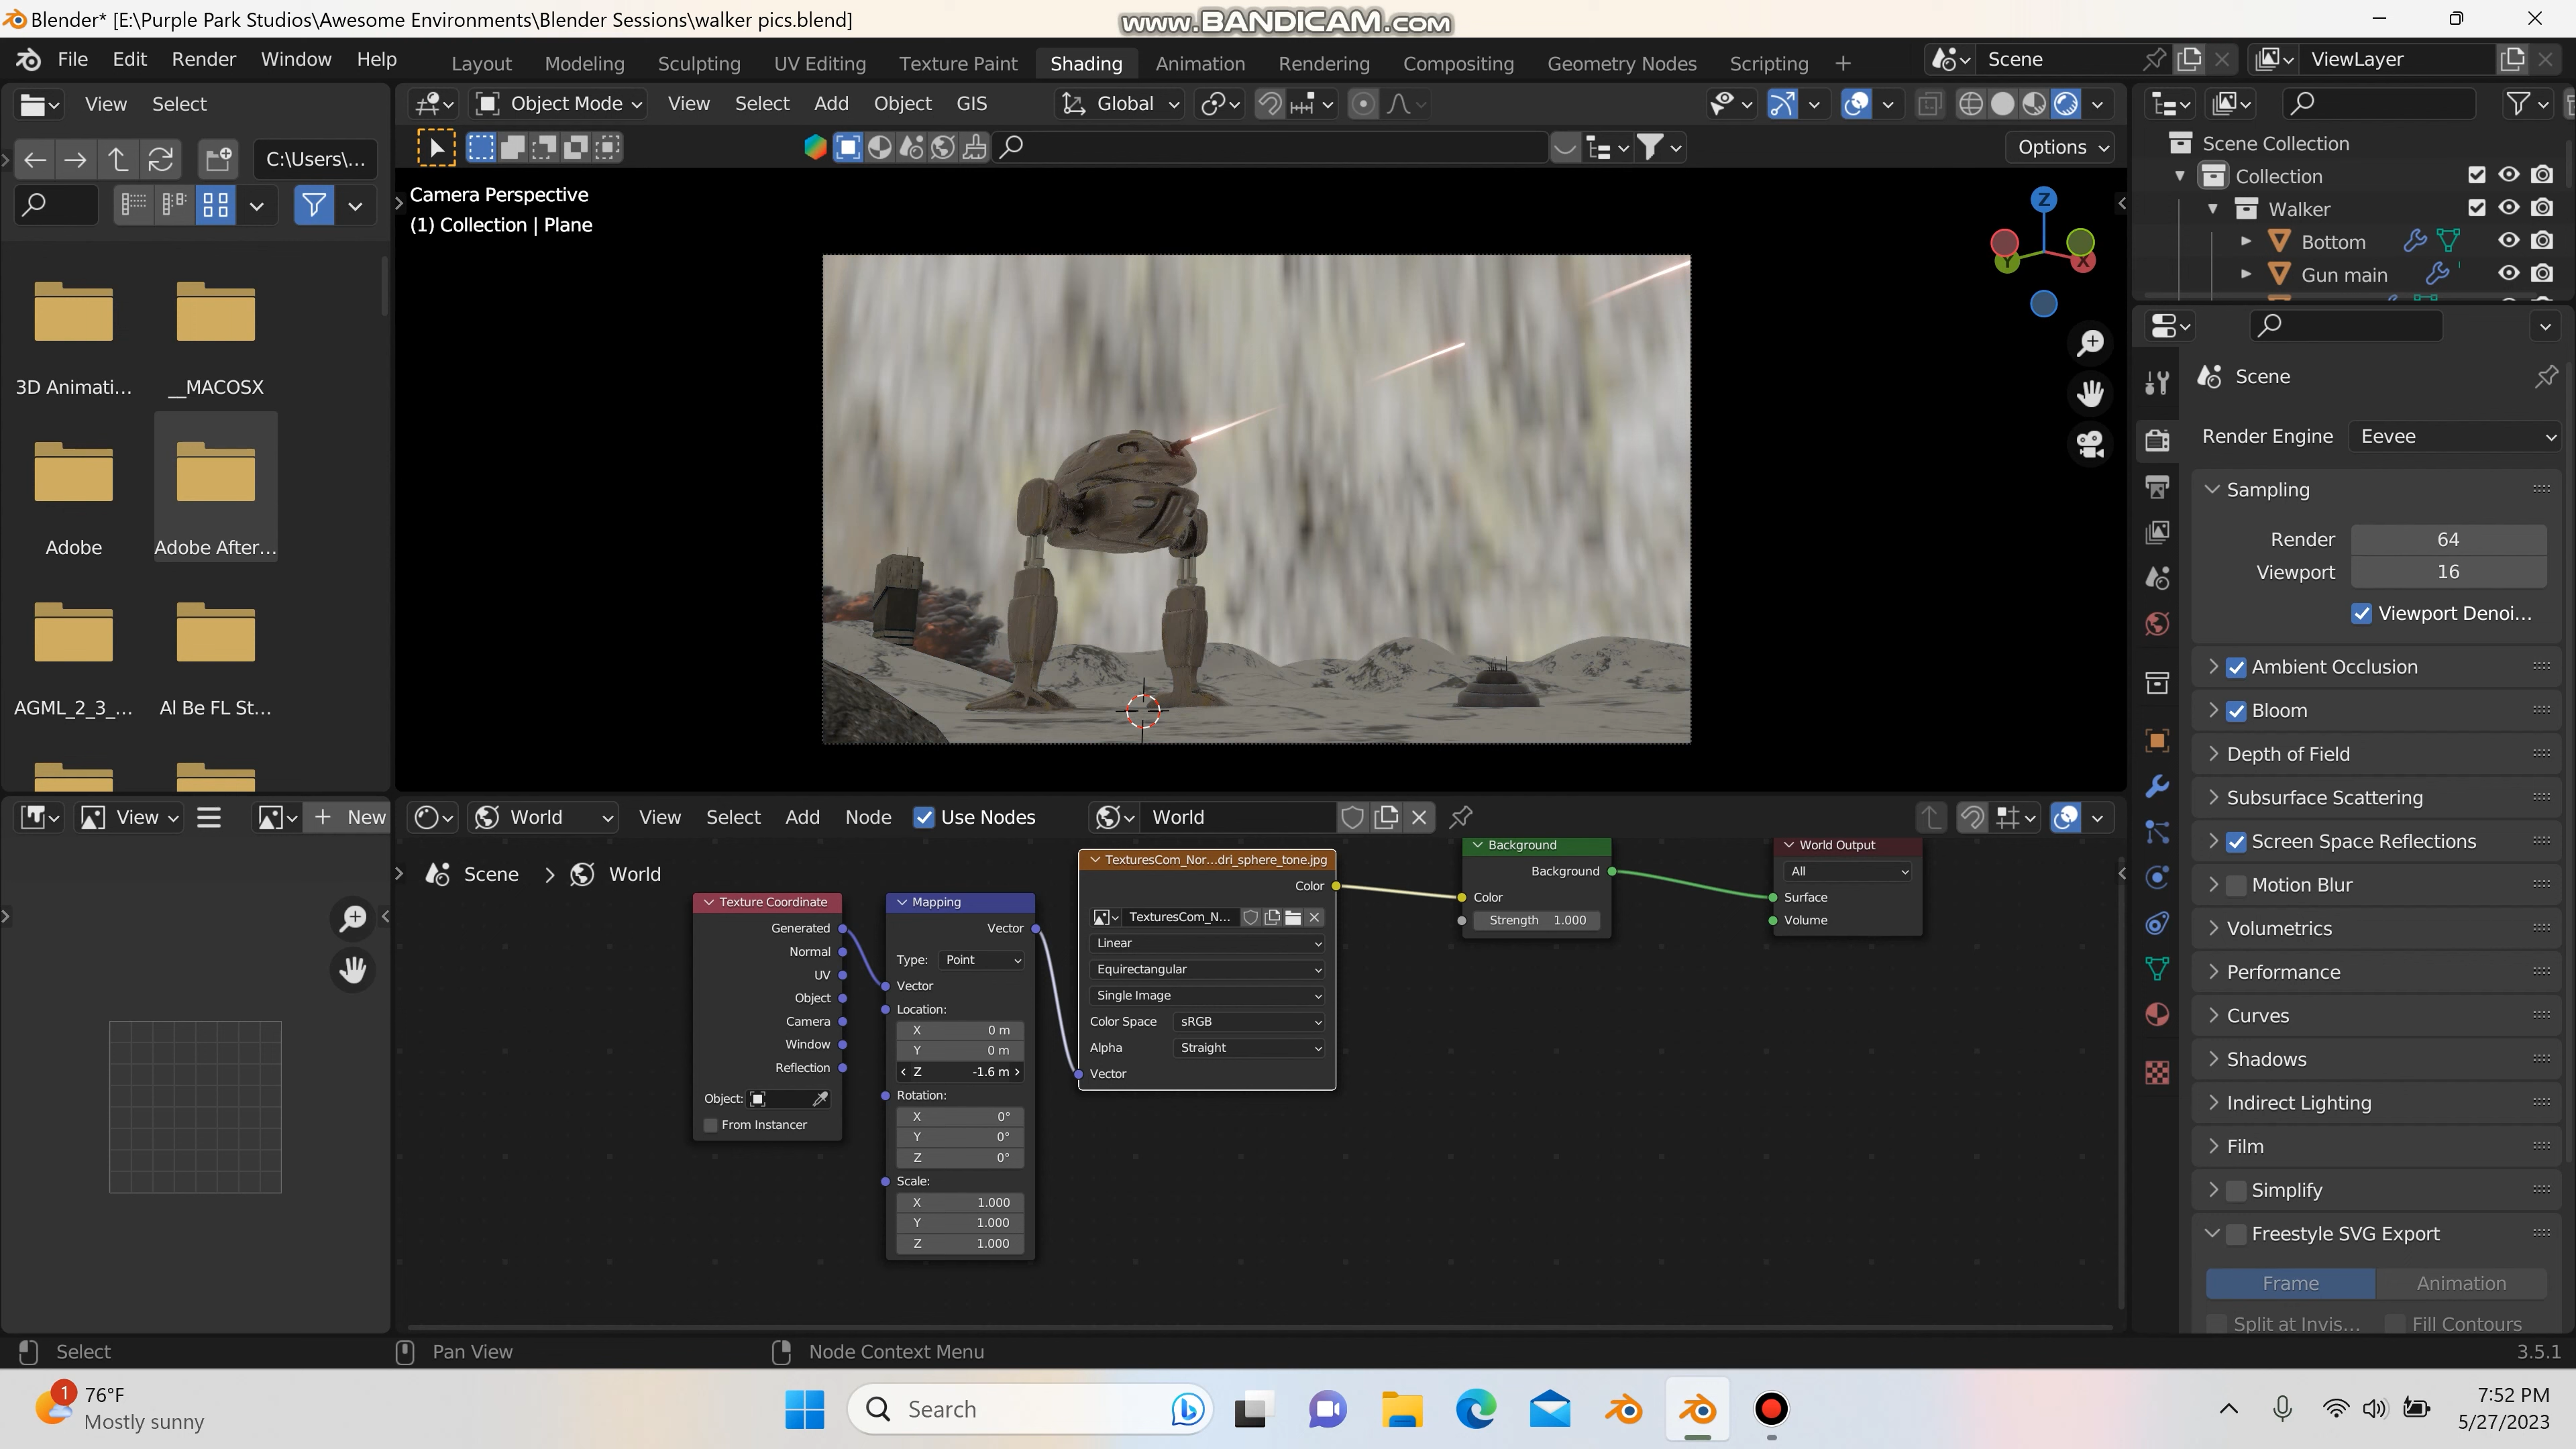 Blender* [E:\Purple Park Studios\Awesome Environments\Blender Sessions\walker pics.blend]
www.BANDICAM.com
File Edit Render Window Help
Layout Modeling Sculpting UV Editing Texture Paint Shading Animation Rendering Compositing Geometry Nodes Scripting +
Scene
ViewLayer
View Select
Object Mode View Select Add Object GIS
Global
C:\Users\...
Options
Camera Perspective
(1) Collection | Plane
Z
Y
X
3D Animati...
__MACOSX
Adobe
Adobe After...
AGML_2_3_...
Al Be FL St...
Scene Collection
Collection
Walker
Bottom
Gun main
Scene
Render Engine Eevee
Sampling
Render 64
Viewport 16
Viewport Denoi...
Ambient Occlusion
Bloom
Depth of Field
Subsurface Scattering
Screen Space Reflections
Motion Blur
Volumetrics
Performance
Curves
Shadows
Indirect Lighting
Film
Simplify
Freestyle SVG Export
Frame Animation
Split at Invis... Fill Contours
View
+ New
World View Select Add Node Use Nodes
World
Scene > World
Texture Coordinate
Generated
Normal
UV
Object
Camera
Window
Reflection
Object:
From Instancer
Mapping
Vector
Type: Point
Vector
Location:
X 0 m
Y 0 m
Z -1.6 m
Rotation:
X 0°
Y 0°
Z 0°
Scale:
X 1.000
Y 1.000
Z 1.000
TexturesCom_Nor...dri_sphere_tone.jpg
Color
TexturesCom_N...
Linear
Equirectangular
Single Image
Color Space sRGB
Alpha Straight
Vector
Background
Background
Color
Strength 1.000
World Output
All
Surface
Volume
Select
Pan View
Node Context Menu
3.5.1
1
76°F
Mostly sunny
Search
7:52 PM
5/27/2023